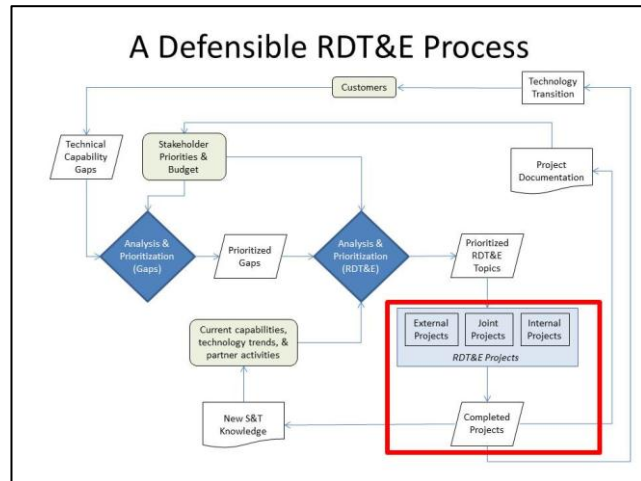 A Defensible RDT&E Process
Customers
Technology
Transition
Technical
Capability
Gaps
Stakeholder
Priorities &
Budget
Project
Documentation
Analysis &
Prioritization
(Gaps)
Prioritized
Gaps
Analysis &
Prioritization
(RDT&E)
Prioritized
RDT&E
Topics
Current capabilities,
technology trends, &
partner activities
External
Projects
Joint
Projects
Internal
Projects
RDT&E Projects
New S&T
Knowledge
Completed
Projects